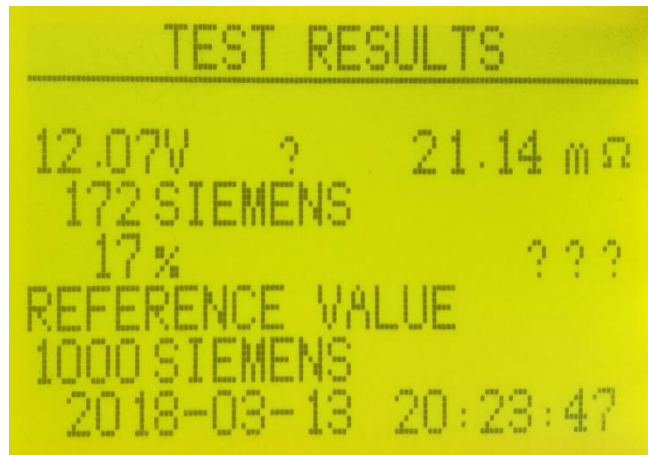 TEST RESULTS
12.07V ? 21.14 mΩ
172 SIEMENS
17% ? ? ?
REFERENCE VALUE
1000 SIEMENS
2018-03-13 20:23:47